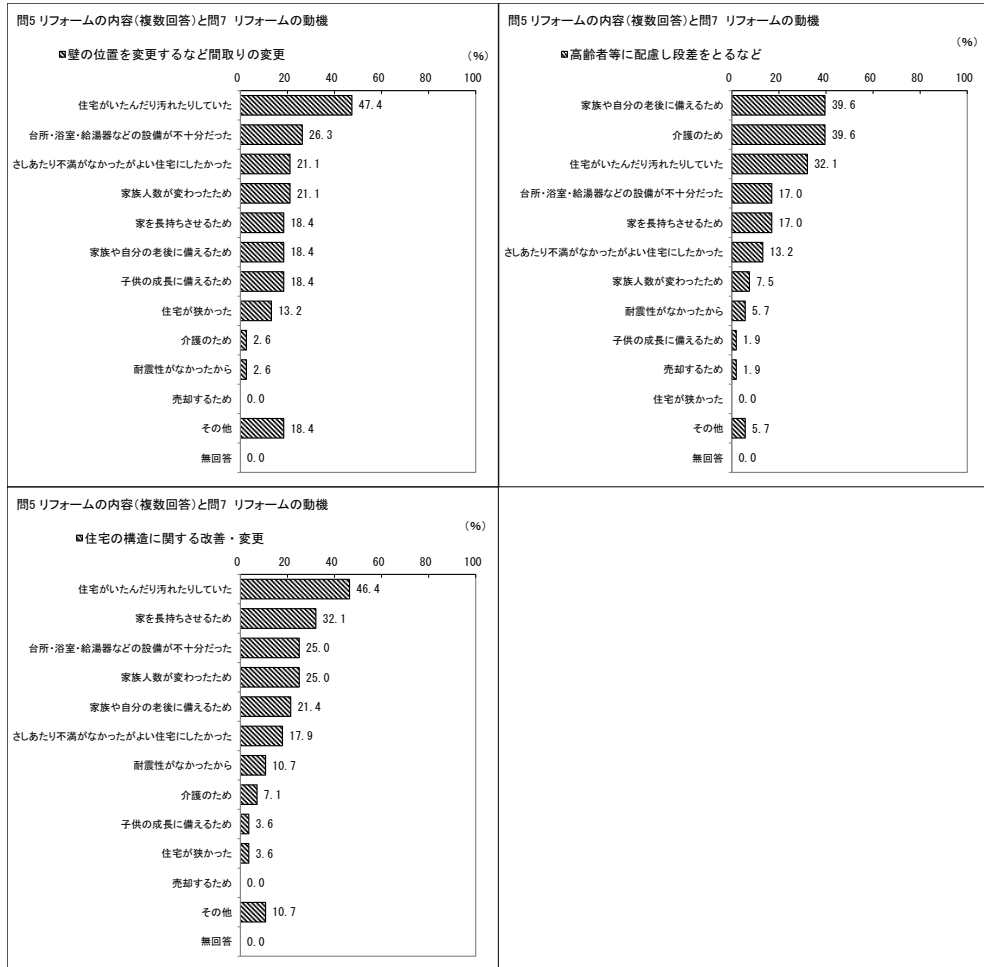 問5 リフォームの内容(複数回答)と問7 リフォームの動機
壁の位置を変更するなど間取りの変更
(%)
0 20 40 60 80 100
住宅がいたんだり汚れたりしていた 47.4
台所・浴室・給湯器などの設備が不十分だった 26.3
さしあたり不満がなかったがよい住宅にしたかった 21.1
家族人数が変わったため 21.1
家を長持ちさせるため 18.4
家族や自分の老後に備えるため 18.4
子供の成長に備えるため 18.4
住宅が狭かった 13.2
介護のため 2.6
耐震性がなかったから 2.6
売却するため 0.0
その他 18.4
無回答 0.0
問5 リフォームの内容(複数回答)と問7 リフォームの動機
(%)
高齢者等に配慮し段差をとるなど
0 20 40 60 80 100
家族や自分の老後に備えるため 39.6
介護のため 39.6
住宅がいたんだり汚れたりしていた 32.1
台所・浴室・給湯器などの設備が不十分だった 17.0
家を長持ちさせるため 17.0
さしあたり不満がなかったがよい住宅にしたかった 13.2
家族人数が変わったため 7.5
耐震性がなかったから 5.7
子供の成長に備えるため 1.9
売却するため 1.9
住宅が狭かった 0.0
その他 5.7
無回答 0.0
問5 リフォームの内容(複数回答)と問7 リフォームの動機
(%)
住宅の構造に関する改善・変更
0 20 40 60 80 100
住宅がいたんだり汚れたりしていた 46.4
家を長持ちさせるため 32.1
台所・浴室・給湯器などの設備が不十分だった 25.0
家族人数が変わったため 25.0
家族や自分の老後に備えるため 21.4
さしあたり不満がなかったがよい住宅にしたかった 17.9
耐震性がなかったから 10.7
介護のため 7.1
子供の成長に備えるため 3.6
住宅が狭かった 3.6
売却するため 0.0
その他 10.7
無回答 0.0